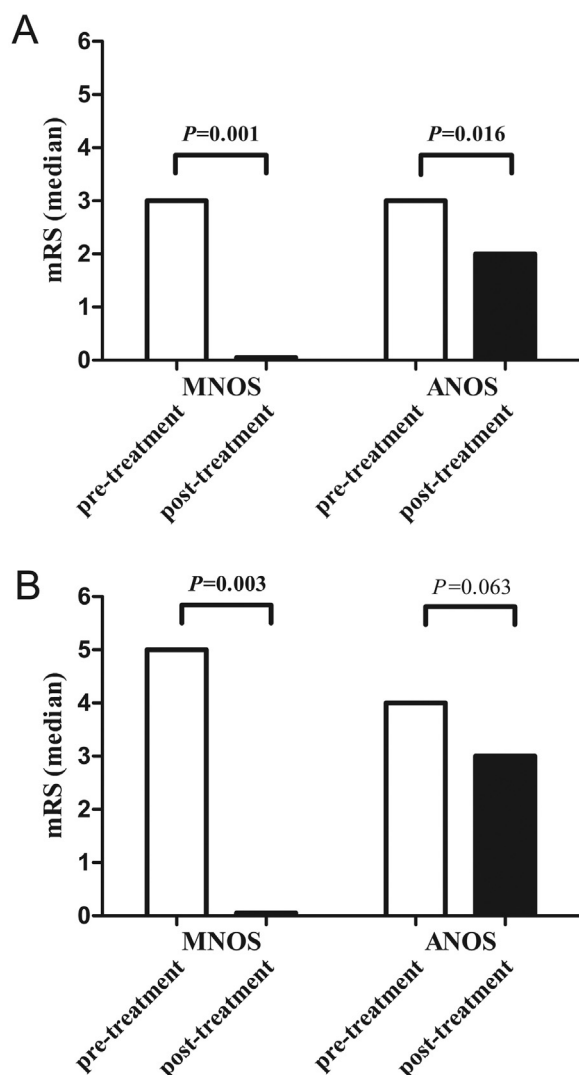 A
mRS (median)
6
5
4
3
2
1
0
P=0.001
P=0.016
MNOS
ANOS
pre-treatment
post-treatment
pre-treatment
post-treatment
B
mRS (median)
6
5
4
3
2
1
0
P=0.003
P=0.063
MNOS
ANOS
pre-treatment
post-treatment
pre-treatment
post-treatment